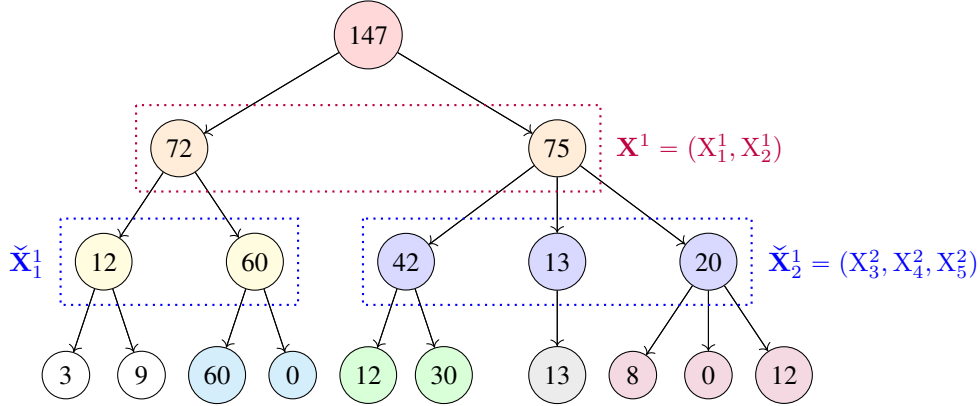 147
72 75 𝐗¹ = (X₁¹, X₂¹)
𝐗̌₁¹ 12 60 42 13 20 𝐗̌₂¹ = (X₃², X₄², X₅²)
3 9 60 0 12 30 13 8 0 12